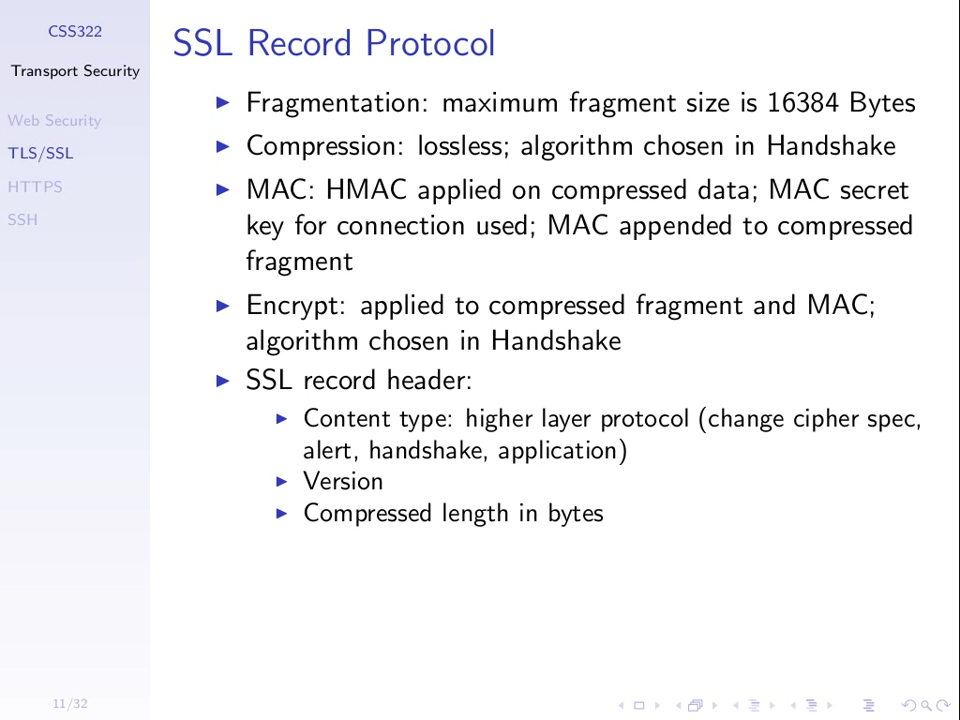 CSS322
Transport Security
Web Security
TLS/SSL
HTTPS
SSH
SSL Record Protocol
Fragmentation: maximum fragment size is 16384 Bytes
Compression: lossless; algorithm chosen in Handshake
MAC: HMAC applied on compressed data; MAC secret
key for connection used; MAC appended to compressed
fragment
Encrypt: applied to compressed fragment and MAC;
algorithm chosen in Handshake
SSL record header:
Content type: higher layer protocol (change cipher spec,
alert, handshake, application)
Version
Compressed length in bytes
11/32